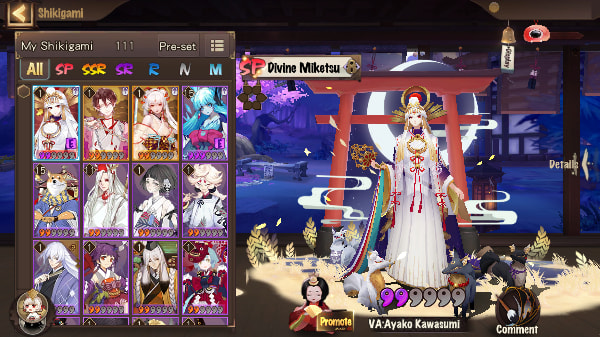 Shikigami
My Shikigami 111 Pre-set
All SP SSR SR R N M
SP Divine Miketsu
Display
Details
Promote
VA:Ayako Kawasumi
Comment